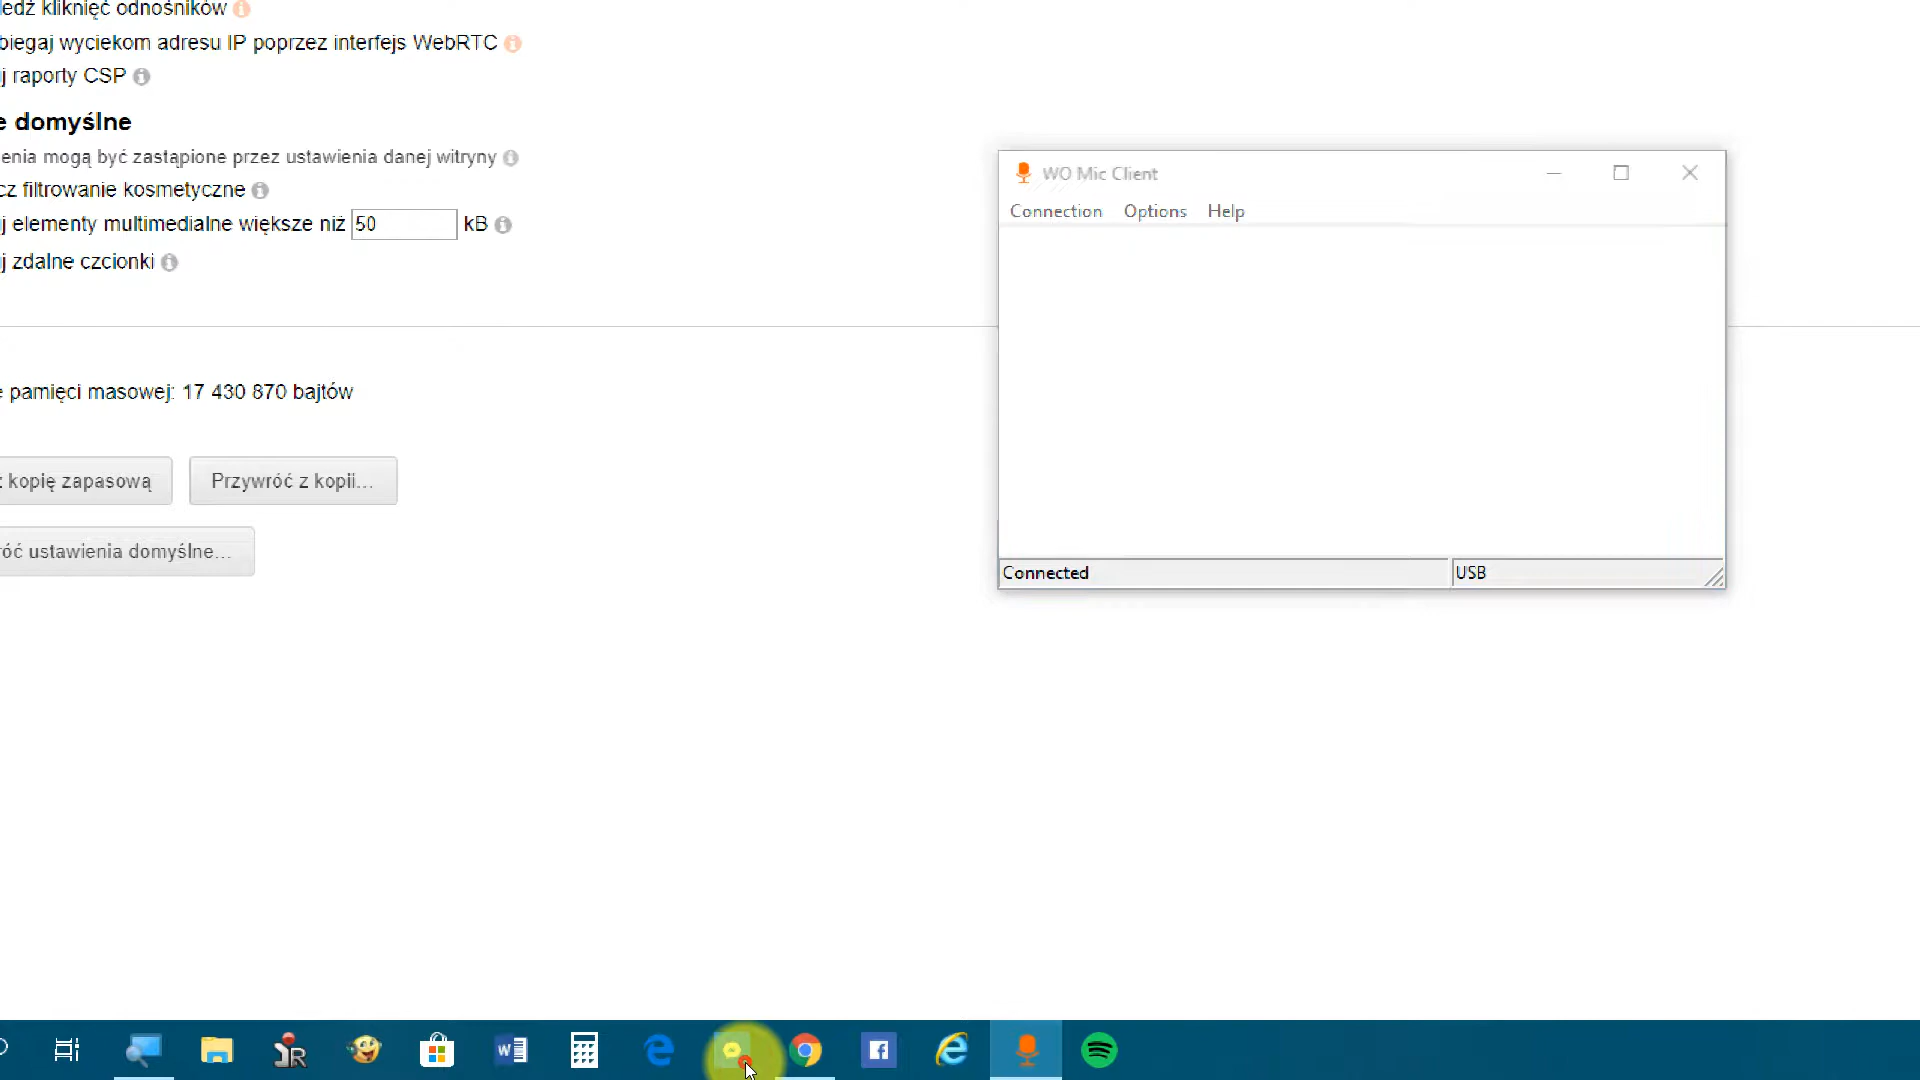 edź kliknięć odnośników
biegaj wyciekom adresu IP poprzez interfejs WebRTC
j raporty CSP
e domyślne
enia mogą być zastąpione przez ustawienia danej witryny
cz filtrowanie kosmetyczne
j elementy multimedialne większe niż 50 kB
j zdalne czcionki
e pamięci masowej: 17 430 870 bajtów
z kopię zapasową
Przywróć z kopii...
róć ustawienia domyślne...
WO Mic Client
Connection Options Help
Connected
USB